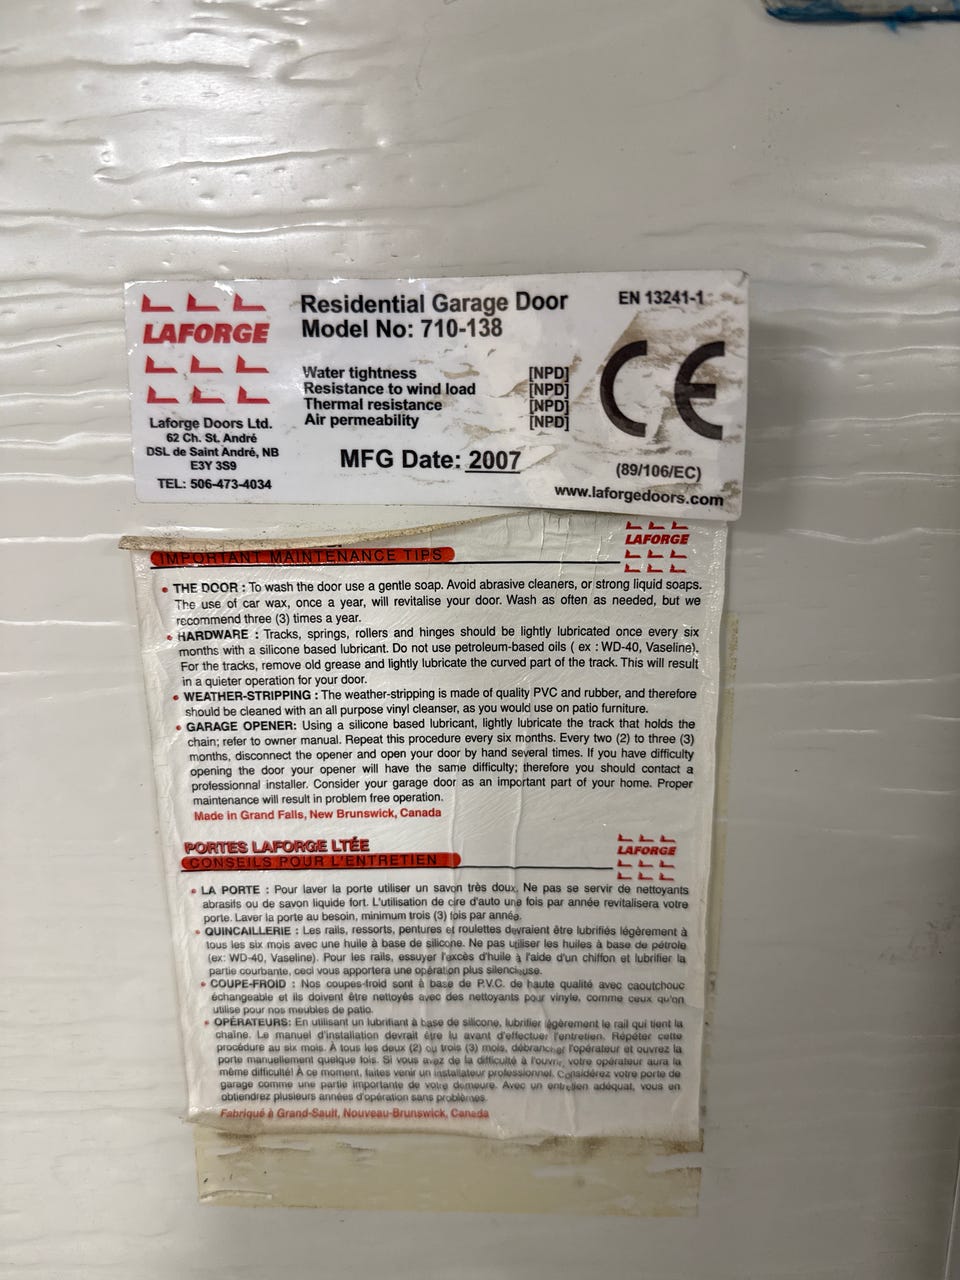 LAFORGE
Laforge Doors Ltd.
62 Ch. St. André
DSL de Saint André, NB
E3Y 3S9
TEL: 506-473-4034
Residential Garage Door
Model No: 710-138
Water tightness [NPD]
Resistance to wind load [NPD]
Thermal resistance [NPD]
Air permeability [NPD]
MFG Date: 2007
EN 13241-1
CE
(89/106/EC)
www.laforgedoors.com
IMPORTANT MAINTENANCE TIPS
LAFORGE
• THE DOOR : To wash the door use a gentle soap. Avoid abrasive cleaners, or strong liquid soaps.
The use of car wax, once a year, will revitalise your door. Wash as often as needed, but we
recommend three (3) times a year.
• HARDWARE : Tracks, springs, rollers and hinges should be lightly lubricated once every six
months with a silicone based lubricant. Do not use petroleum-based oils ( ex : WD-40, Vaseline).
For the tracks, remove old grease and lightly lubricate the curved part of the track. This will result
in a quieter operation for your door.
• WEATHER-STRIPPING : The weather-stripping is made of quality PVC and rubber, and therefore
should be cleaned with an all purpose vinyl cleanser, as you would use on patio furniture.
• GARAGE OPENER: Using a silicone based lubricant, lightly lubricate the track that holds the
chain; refer to owner manual. Repeat this procedure every six months. Every two (2) to three (3)
months, disconnect the opener and open your door by hand several times. If you have difficulty
opening the door your opener will have the same difficulty; therefore you should contact a
professionnal installer. Consider your garage door as an important part of your home. Proper
maintenance will result in problem free operation.
Made in Grand Falls, New Brunswick, Canada
PORTES LAFORGE LTÉE
CONSEILS POUR L'ENTRETIEN
LAFORGE
• LA PORTE : Pour laver la porte utiliser un savon très doux. Ne pas se servir de nettoyants
abrasifs ou de savon liquide fort. L'utilisation de cire d'auto une fois par année revitalisera votre
porte. Laver la porte au besoin, minimum trois (3) fois par année.
• QUINCAILLERIE : Les rails, ressorts, pentures et roulettes devraient être lubrifiés légèrement à
tous les six mois avec une huile à base de silicone. Ne pas utiliser les huiles à base de pétrole
(ex: WD-40, Vaseline). Pour les rails, essuyer l'excès d'huile à l'aide d'un chiffon et lubrifier la
partie courbante, ceci vous apportera une opération plus silencieuse.
• COUPE-FROID : Nos coupes-froid sont à base de P.V.C. de haute qualité avec caoutchouc
échangeable et ils doivent être nettoyés avec des nettoyants pour vinyle, comme ceux qu'on
utilise pour nos meubles de patio.
• OPÉRATEURS: En utilisant un lubrifiant à base de silicone, lubrifier légèrement le rail qui tient la
chaîne. Le manuel d'installation devrait être lu avant d'effectuer l'entretien. Répéter cette
procédure au six mois. À tous les deux (2) ou trois (3) mois, débrancher l'opérateur et ouvrez la
porte manuellement quelque fois. Si vous avez de la difficulté à l'ouvrir, votre opérateur aura la
même difficulté! À ce moment, faites venir un installateur professionnel. Considérez votre porte de
garage comme une partie importante de votre demeure. Avec un entretien adéquat, vous en
obtiendrez plusieurs années d'opération sans problèmes.
Fabriqué à Grand-Sault, Nouveau-Brunswick, Canada